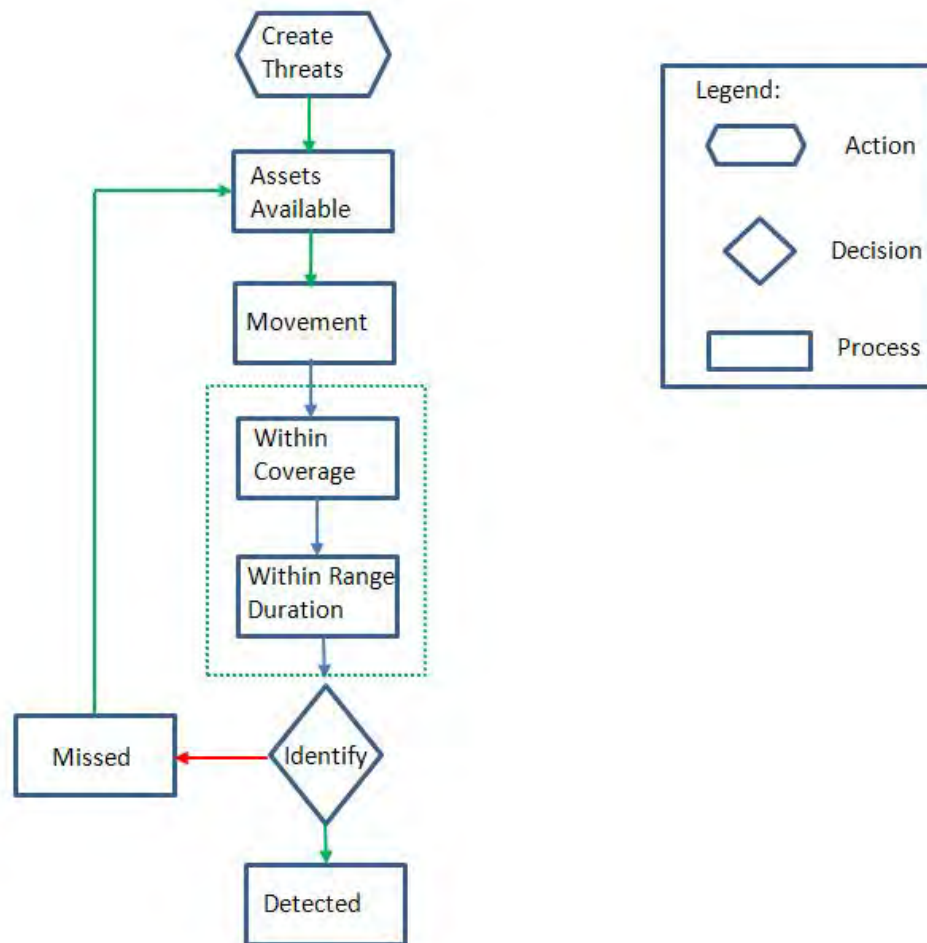 Create
Threats
Legend:
Action
Assets
Available
Decision
Movement
Process
Within
Coverage
Within Range
Duration
Missed
Identify
Detected